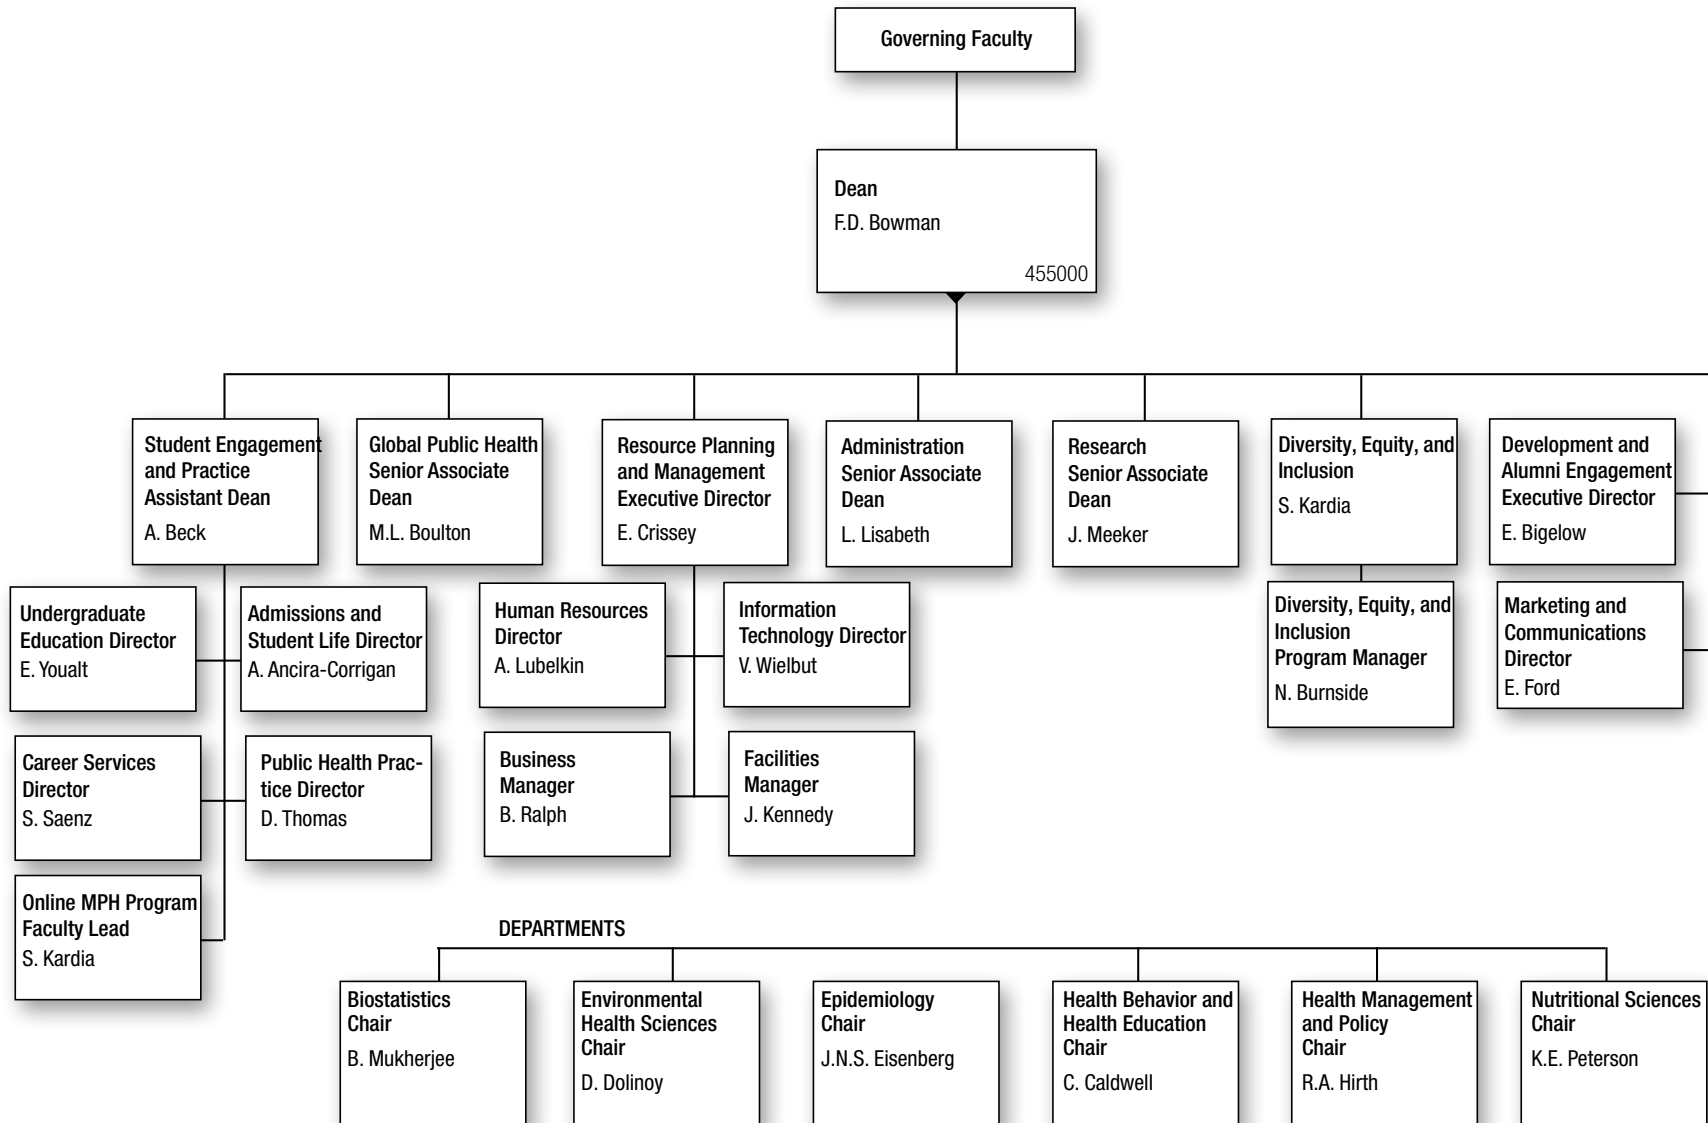 Governing Faculty
Dean
F.D. Bowman
455000
Student Engagement
and Practice
Assistant Dean
A. Beck
Global Public Health
Senior Associate
Dean
M.L. Boulton
Resource Planning
and Management
Executive Director
E. Crissey
Administration
Senior Associate
Dean
L. Lisabeth
Research
Senior Associate
Dean
J. Meeker
Diversity, Equity, and
Inclusion
S. Kardia
Development and
Alumni Engagement
Executive Director
E. Bigelow
Undergraduate
Education Director
E. Youalt
Admissions and
Student Life Director
A. Ancira-Corrigan
Human Resources
Director
A. Lubelkin
Information
Technology Director
V. Wielbut
Diversity, Equity, and
Inclusion
Program Manager
N. Burnside
Marketing and
Communications
Director
E. Ford
Career Services
Director
S. Saenz
Public Health Prac-
tice Director
D. Thomas
Business
Manager
B. Ralph
Facilities
Manager
J. Kennedy
Online MPH Program
Faculty Lead
S. Kardia
DEPARTMENTS
Biostatistics
Chair
B. Mukherjee
Environmental
Health Sciences
Chair
D. Dolinoy
Epidemiology
Chair
J.N.S. Eisenberg
Health Behavior and
Health Education
Chair
C. Caldwell
Health Management
and Policy
Chair
R.A. Hirth
Nutritional Sciences
Chair
K.E. Peterson